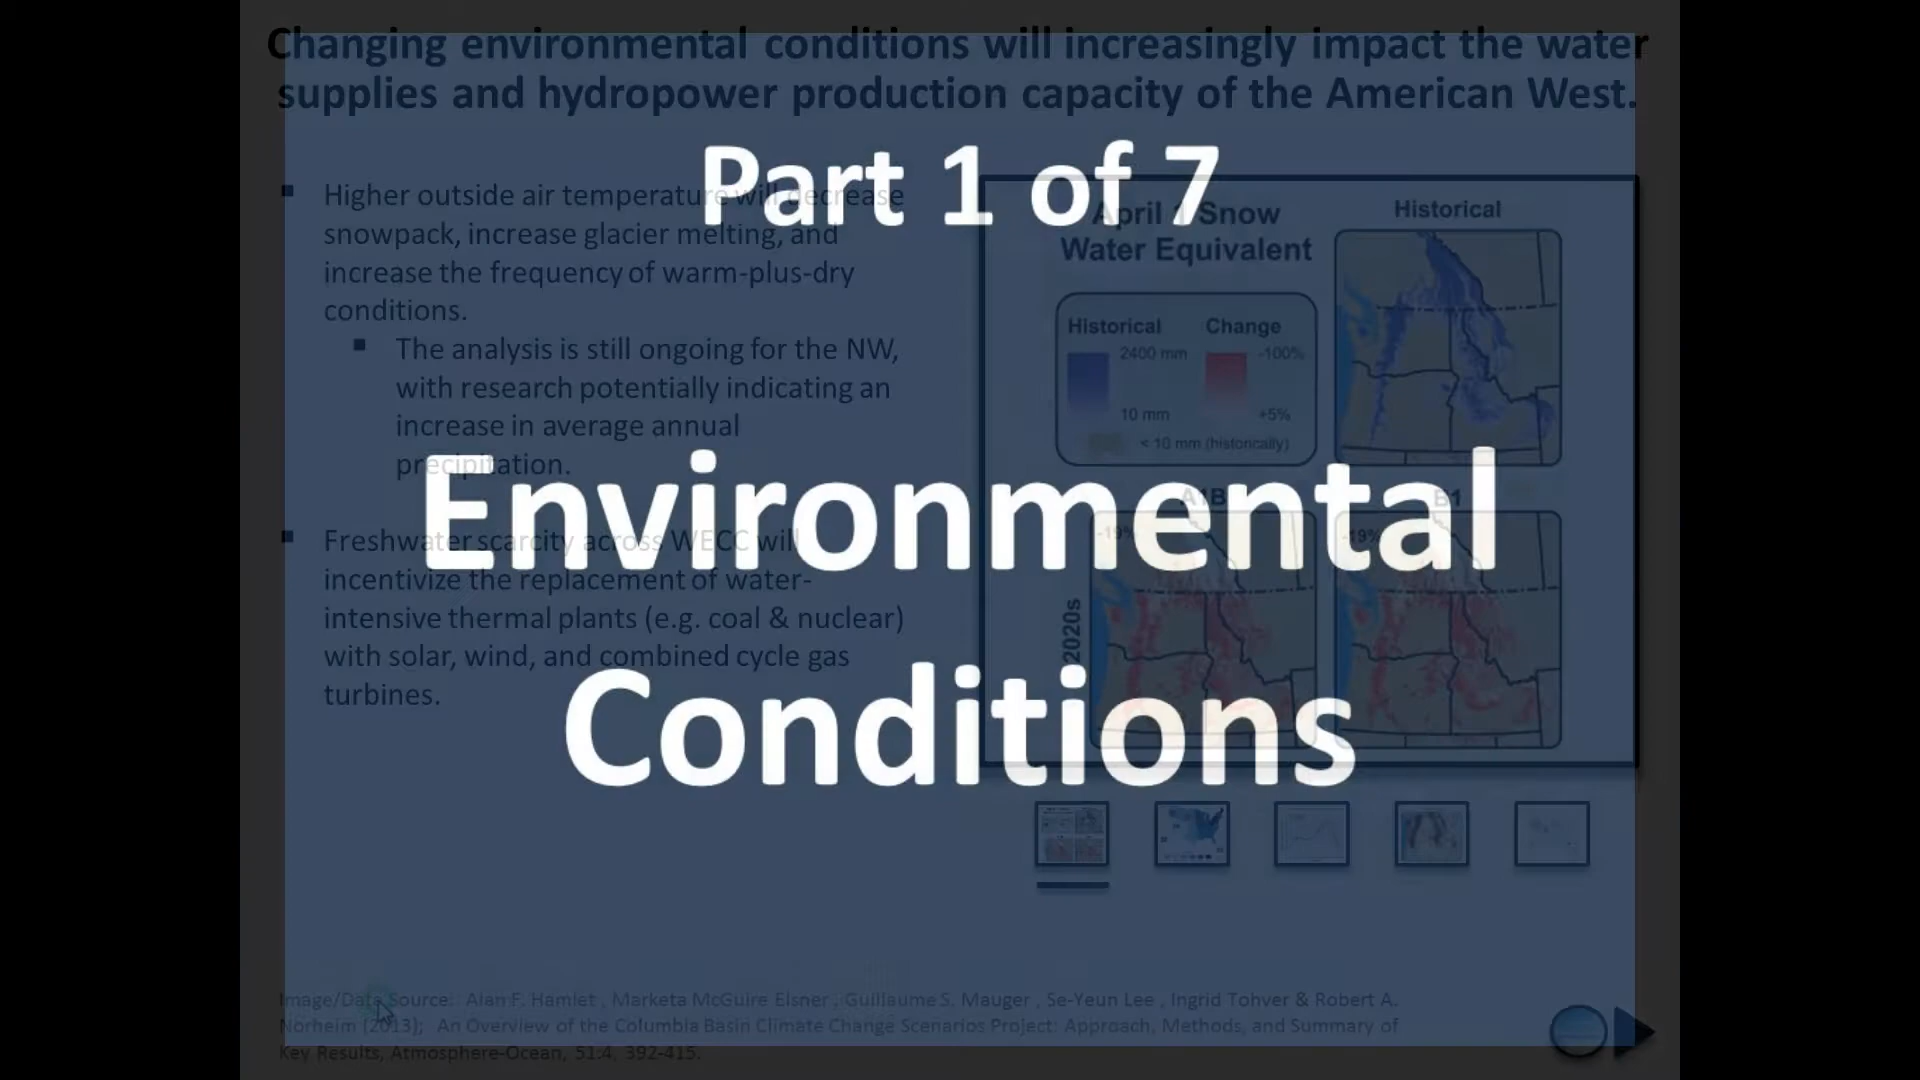 Changing environmental conditions will increasingly impact the water
supplies and hydropower production capacity of the American West.
Part 1 of 7
Environmental
Conditions
Higher outside air temperature will decrease
snowpack, increase glacier melting, and
increase the frequency of warm-plus-dry
conditions.
The analysis is still ongoing for the NW,
with research potentially indicating an
increase in average annual
precipitation.
Freshwater scarcity across WECC will
incentivize the replacement of water-
intensive thermal plants (e.g. coal & nuclear)
with solar, wind, and combined cycle gas
turbines.
April 1 Snow
Water Equivalent
Historical
Historical Change
2400 mm -100%
10 mm +5%
< 10 mm (historically)
A1B B1
-19% -19%
2020s
Image/Data Source: Alan F. Hamlet , Marketa McGuire Elsner , Guillaume S. Mauger , Se-Yeun Lee , Ingrid Tohver & Robert A.
Norheim (2013); An Overview of the Columbia Basin Climate Change Scenarios Project: Approach, Methods, and Summary of
Key Results, Atmosphere-Ocean, 51:4, 392-415.